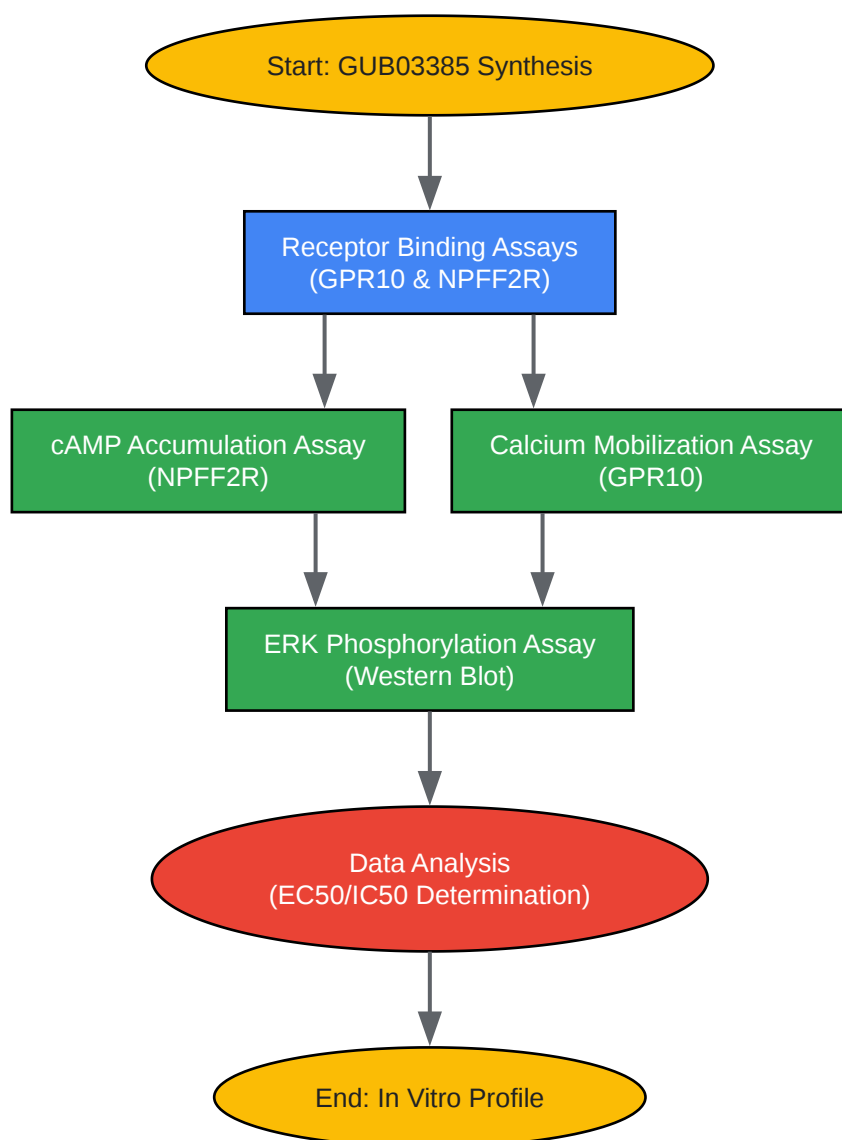 Start: GUB03385 Synthesis
Receptor Binding Assays
(GPR10 & NPFF2R)
cAMP Accumulation Assay
(NPFF2R)
Calcium Mobilization Assay
(GPR10)
ERK Phosphorylation Assay
(Western Blot)
Data Analysis
(EC50/IC50 Determination)
End: In Vitro Profile